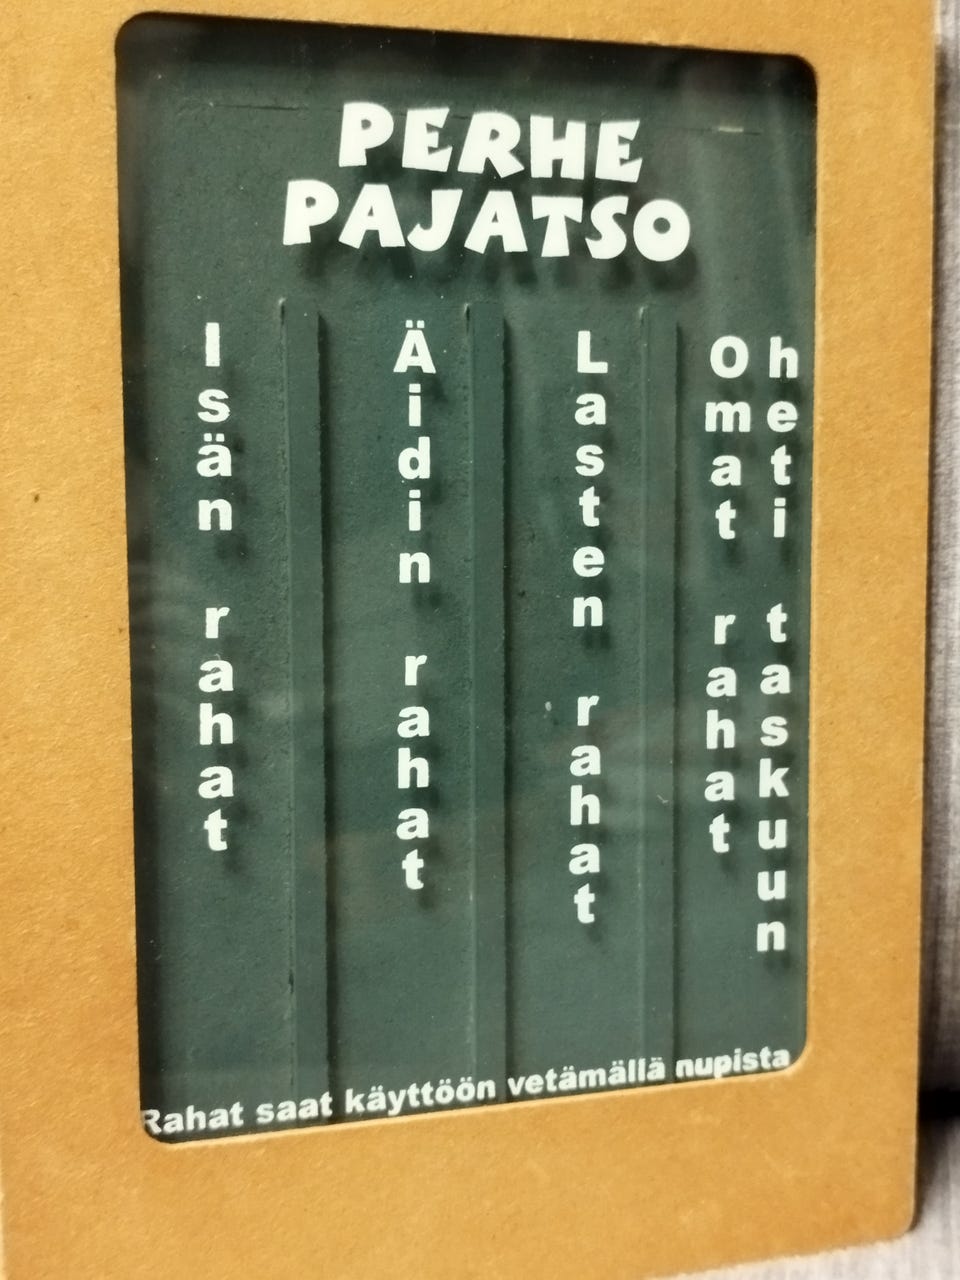 PERHE
PAJATSO
Isän rahat
Äidin rahat
Lasten rahat
Omat rahat
heti taskuun
Rahat saat käyttöön vetämällä nupista